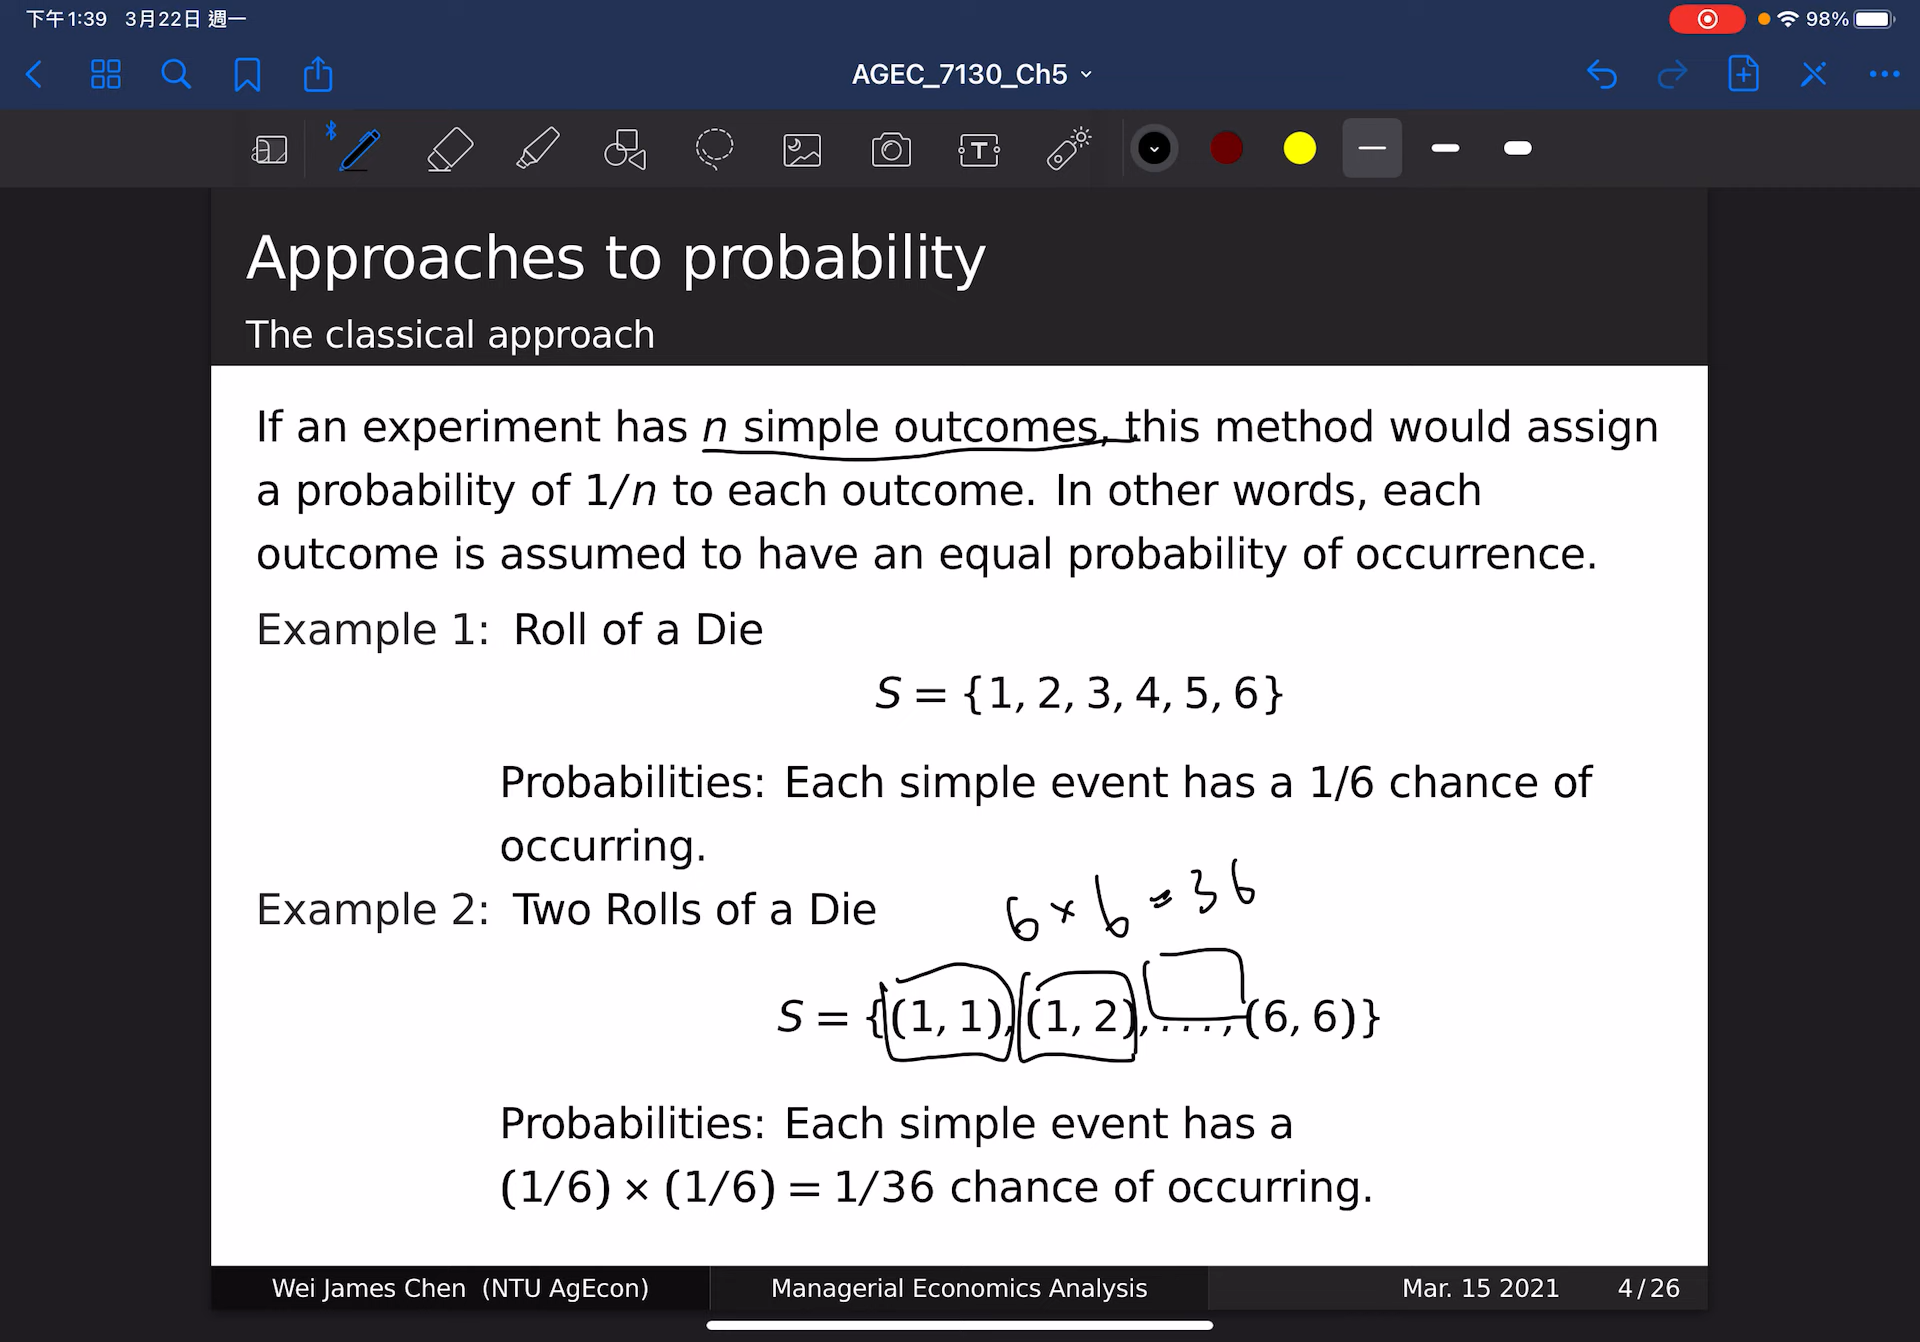 下午1:39 3月22日 週一
98%
AGEC_7130_Ch5
T
Approaches to probability
The classical approach
If an experiment has n simple outcomes, this method would assign
a probability of 1/n to each outcome. In other words, each
outcome is assumed to have an equal probability of occurrence.
Example 1: Roll of a Die
S = {1, 2, 3, 4, 5, 6}
Probabilities: Each simple event has a 1/6 chance of
occurring.
6 × 6 = 36
Example 2: Two Rolls of a Die
S = {(1, 1), (1, 2), . . . , (6, 6)}
Probabilities: Each simple event has a
(1/6) × (1/6) = 1/36 chance of occurring.
Wei James Chen (NTU AgEcon) Managerial Economics Analysis Mar. 15 2021 4 / 26